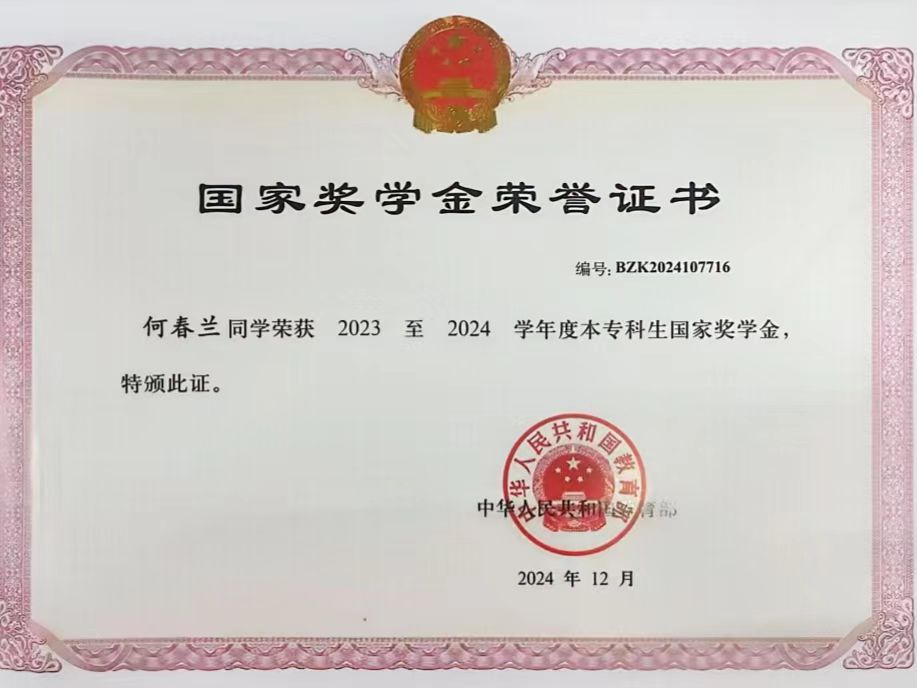 国家奖学金荣誉证书
编号: BZK2024107716
何春兰同学荣获 2023 至 2024 学年度本专科生国家奖学金，
特颁此证。
中华人民共和国教育部
中华人民共和国教育部
2024 年 12 月